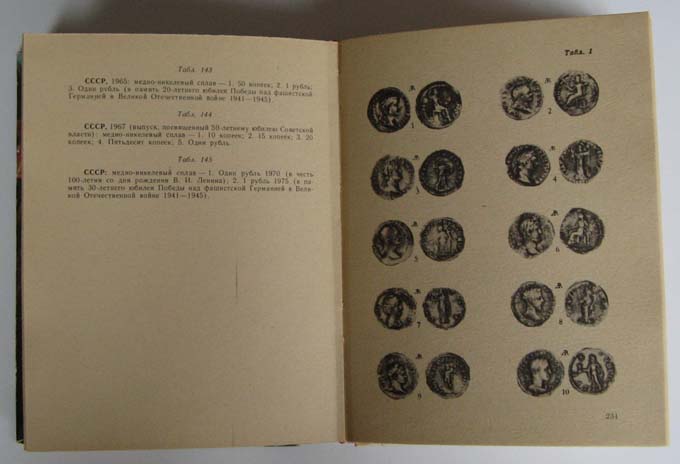 Табл. 143
СССР, 1965: медно-никелевый сплав — 1. 50 копеек; 2. 1 рубль;
3. Один рубль (в память 20-летнего юбилея Победы над фашистской
Германией в Великой Отечественной войне 1941—1945)
Табл. 144
СССР, 1967 (выпуск, посвященный 50-летнему юбилею Советской
власти): медно-никелевый сплав — 1. 10 копеек; 2. 15 копеек; 3. 20
копеек; 4. Пятьдесят копеек; 5. Один рубль.
Табл. 145
СССР: медно-никелевый сплав — 1. Один рубль 1970 (в честь
100-летия со дня рождения В. И. Ленина); 2. 1 рубль 1975 (в па-
мять 30-летнего юбилея Победы над фашистской Германией в Вели-
кой Отечественной войне 1941—1945).
Табл. 1
1
2
3
4
5
6
7
8
9
10
231